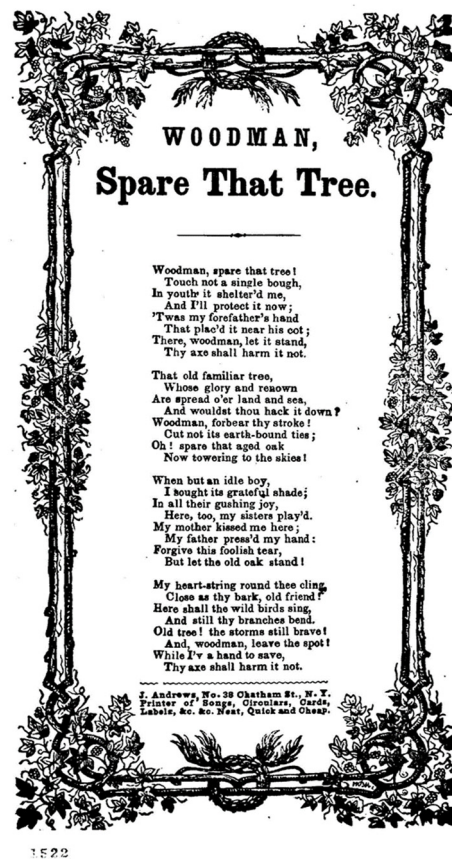 WOODMAN,
Spare That Tree.
Woodman, spare that tree!
Touch not a single bough,
In youth it shelter'd me,
And I'll protect it now;
'Twas my forefather's hand
That plac'd it near his cot;
There, woodman, let it stand,
Thy axe shall harm it not.
That old familiar tree,
Whose glory and renown
Are spread o'er land and sea,
And wouldst thou hack it down?
Woodman, forbear thy stroke!
Cut not its earth-bound ties;
Oh! spare that aged oak
Now towering to the skies!
When but an idle boy,
I sought its grateful shade;
In all their gushing joy,
Here, too, my sisters play'd.
My mother kissed me here;
My father press'd my hand:
Forgive this foolish tear,
But let the old oak stand!
My heart-string round thee cling,
Close as thy bark, old friend!
Here shall the wild birds sing,
And still thy branches bend.
Old tree! the storms still brave!
And, woodman, leave the spot!
While I'v a hand to save,
Thy axe shall harm it not.
J. Andrews, No. 38 Chatham St., N. Y.
Printer of Songs, Circulars, Cards,
Labels, &c. &c. Neat, Quick and Cheap.
1522